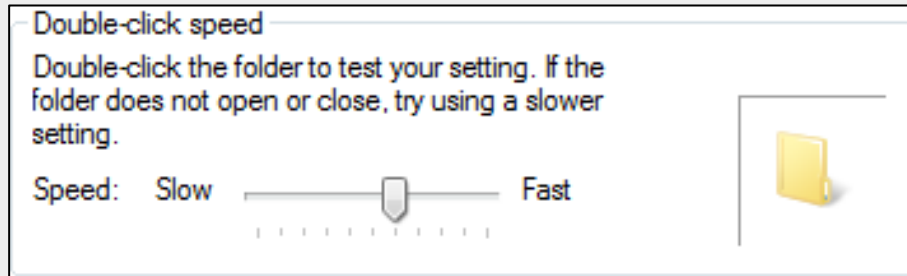 Double-click speed
Double-click the folder to test your setting. If the
folder does not open or close, try using a slower
setting.
Speed: Slow Fast